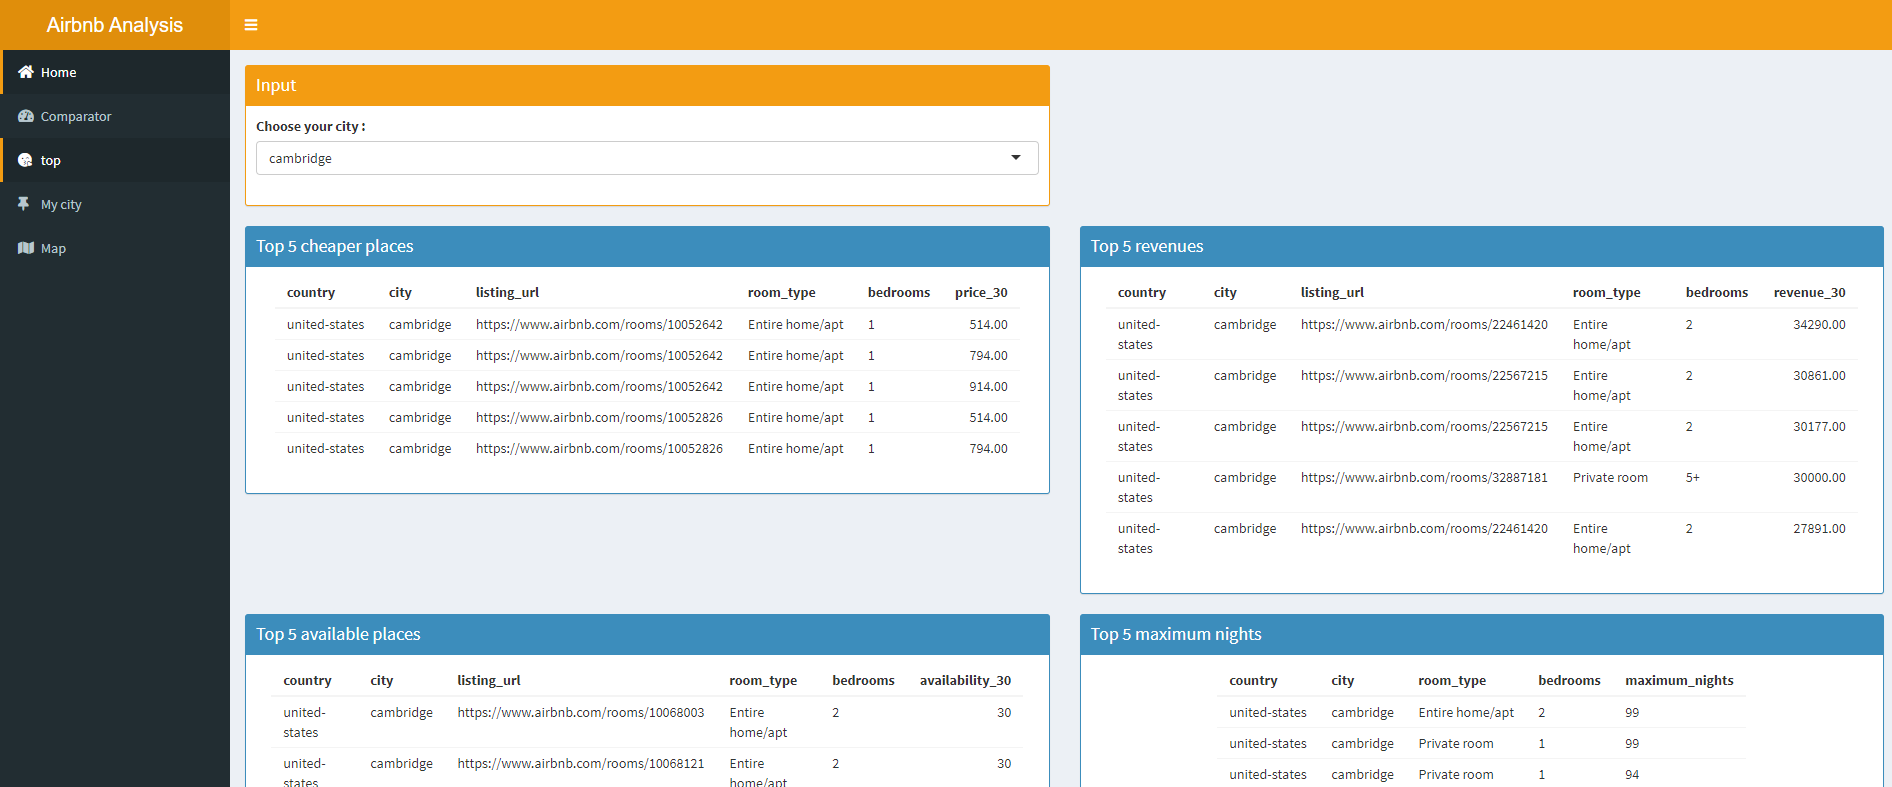 Airbnb Analysis
Home
Comparator
top
My city
Map
Input
Choose your city :
cambridge
Top 5 cheaper places
country city listing_url room_type bedrooms price_30
united-states cambridge https://www.airbnb.com/rooms/10052642 Entire home/apt 1 514.00
united-states cambridge https://www.airbnb.com/rooms/10052642 Entire home/apt 1 794.00
united-states cambridge https://www.airbnb.com/rooms/10052642 Entire home/apt 1 914.00
united-states cambridge https://www.airbnb.com/rooms/10052826 Entire home/apt 1 514.00
united-states cambridge https://www.airbnb.com/rooms/10052826 Entire home/apt 1 794.00
Top 5 revenues
country city listing_url room_type bedrooms revenue_30
united- cambridge https://www.airbnb.com/rooms/22461420 Entire 2 34290.00
states home/apt
united- cambridge https://www.airbnb.com/rooms/22567215 Entire 2 30861.00
states home/apt
united- cambridge https://www.airbnb.com/rooms/22567215 Entire 2 30177.00
states home/apt
united- cambridge https://www.airbnb.com/rooms/32887181 Private room 5+ 30000.00
states
united- cambridge https://www.airbnb.com/rooms/22461420 Entire 2 27891.00
states home/apt
Top 5 available places
country city listing_url room_type bedrooms availability_30
united- cambridge https://www.airbnb.com/rooms/10068003 Entire 2 30
states home/apt
united- cambridge https://www.airbnb.com/rooms/10068121 Entire 2 30
states home/apt
Top 5 maximum nights
country city room_type bedrooms maximum_nights
united-states cambridge Entire home/apt 2 99
united-states cambridge Private room 1 99
united-states cambridge Private room 1 94